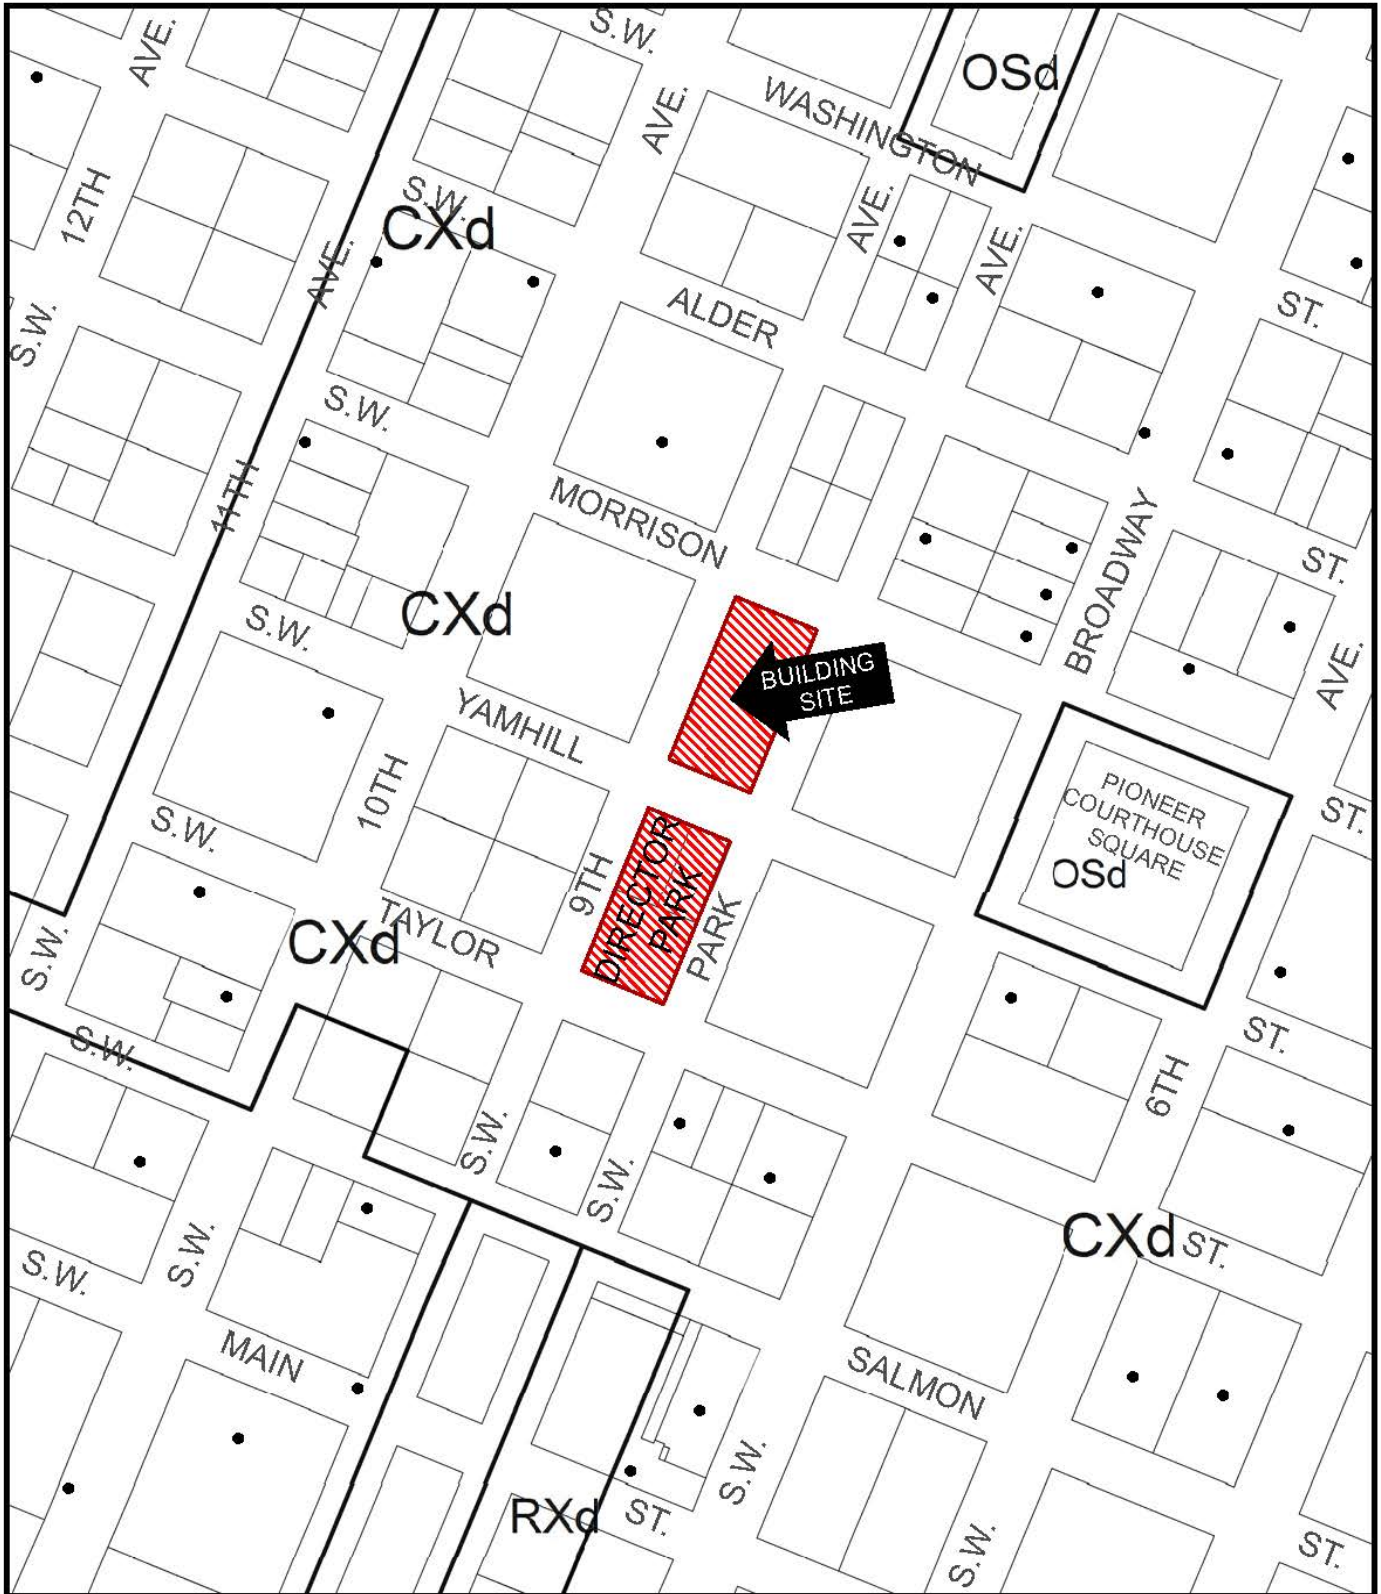 S.W.
AVE.
OSd
WASHINGTON
AVE.
12TH
S.W.
CXd
AVE.
AVE.
AVE.
ALDER
ST.
S.W.
S.W.
11TH
MORRISON
BROADWAY
ST.
CXd
S.W.
BUILDING
SITE
YAMHILL
AVE.
10TH
PIONEER
COURTHOUSE
SQUARE
OSd
ST.
S.W.
9TH
DIRECTOR
PARK
PARK
CXd
TAYLOR
S.W.
S.W.
ST.
6TH
S.W.
S.W.
S.W.
CXd
ST.
S.W.
MAIN
SALMON
S.W.
RXd
ST.
S.W.
ST.